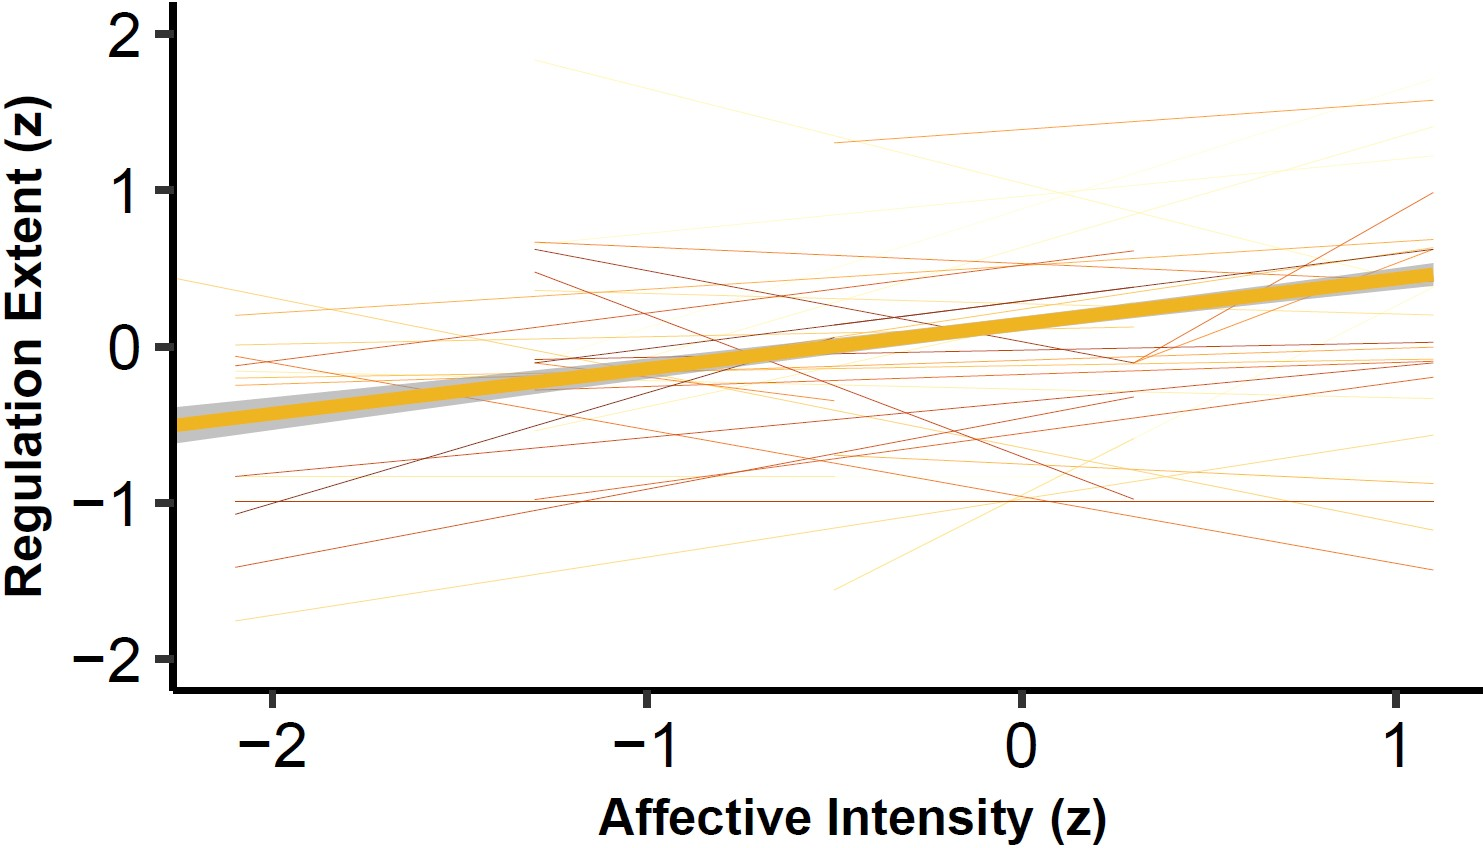 Regulation Extent (z)
2
1
0
−1
−2
−2 −1 0 1
Affective Intensity (z)